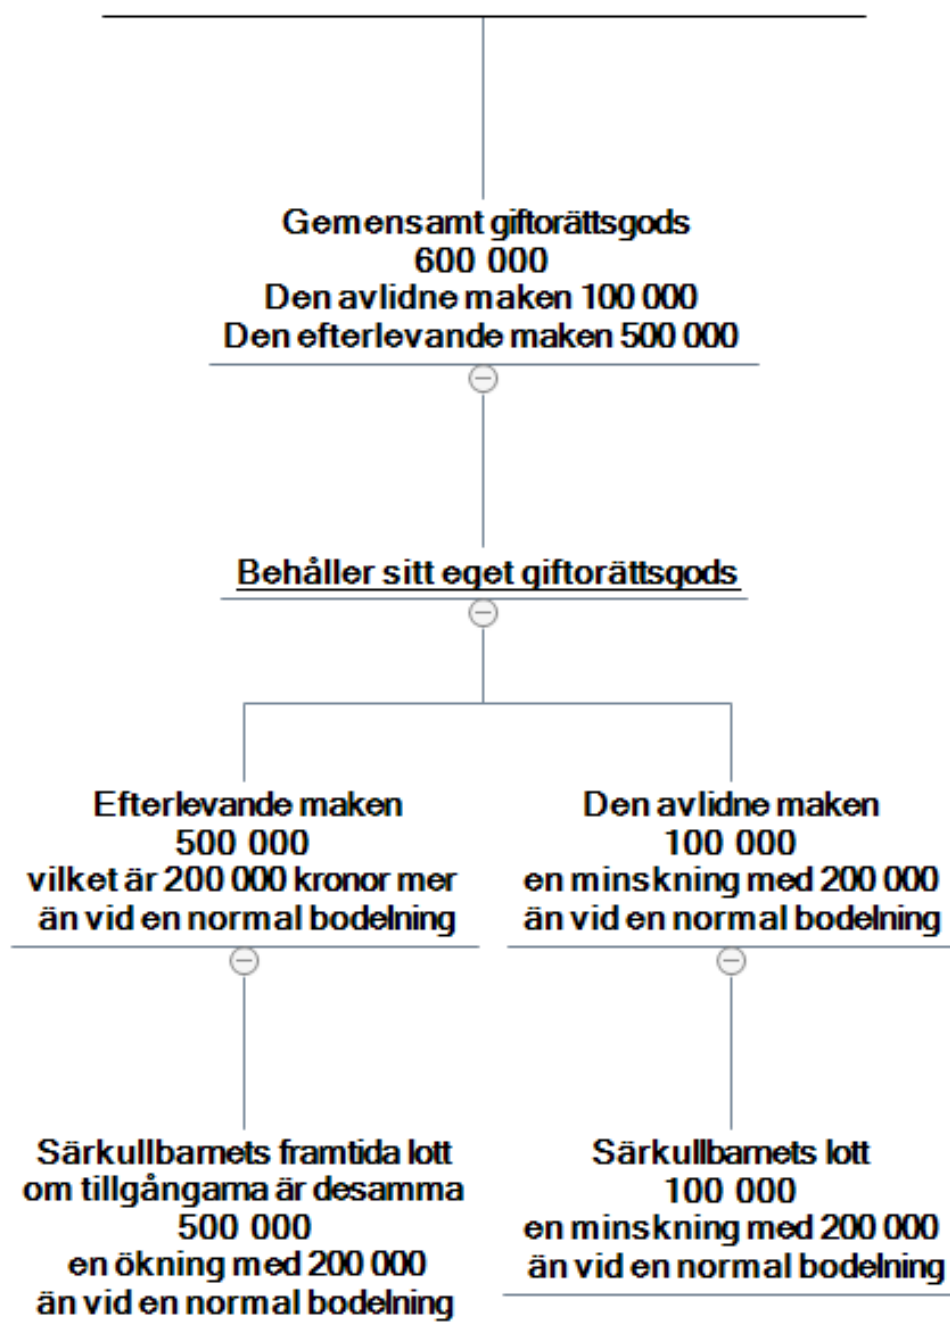 Gemensamt giftorättsgods
600 000
Den avlidne maken 100 000
Den efterlevande maken 500 000
Behåller sitt eget giftorättsgods
Efterlevande maken
500 000
vilket är 200 000 kronor mer
än vid en normal bodelning
Den avlidne maken
100 000
en minskning med 200 000
än vid en normal bodelning
Särkullbarnets framtida lott
om tillgångarna är desamma
500 000
en ökning med 200 000
än vid en normal bodelning
Särkullbarnets lott
100 000
en minskning med 200 000
än vid en normal bodelning